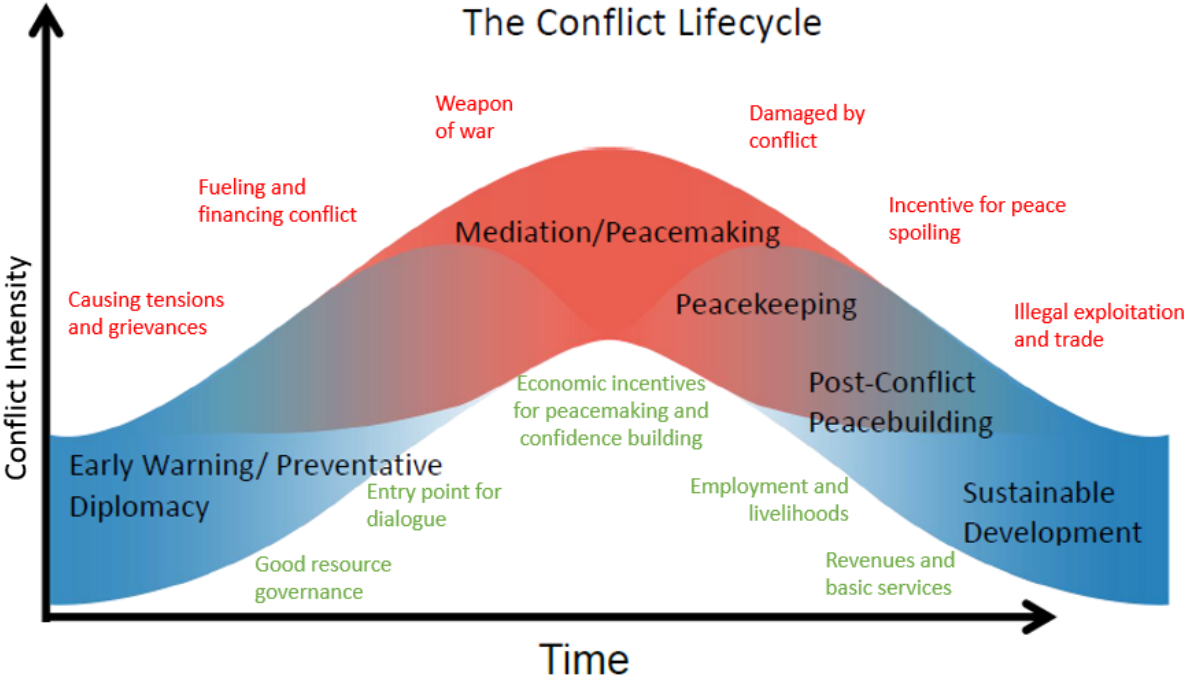 The Conflict Lifecycle
Weapon
of war
Damaged by
conflict
Fueling and
financing conflict
Incentive for peace
spoiling
Mediation/Peacemaking
Causing tensions
and grievances
Peacekeeping
Illegal exploitation
and trade
Conflict Intensity
Economic incentives
for peacemaking and
confidence building
Post-Conflict
Peacebuilding
Early Warning/ Preventative
Diplomacy
Entry point for
dialogue
Employment and
livelihoods
Sustainable
Development
Good resource
governance
Revenues and
basic services
Time